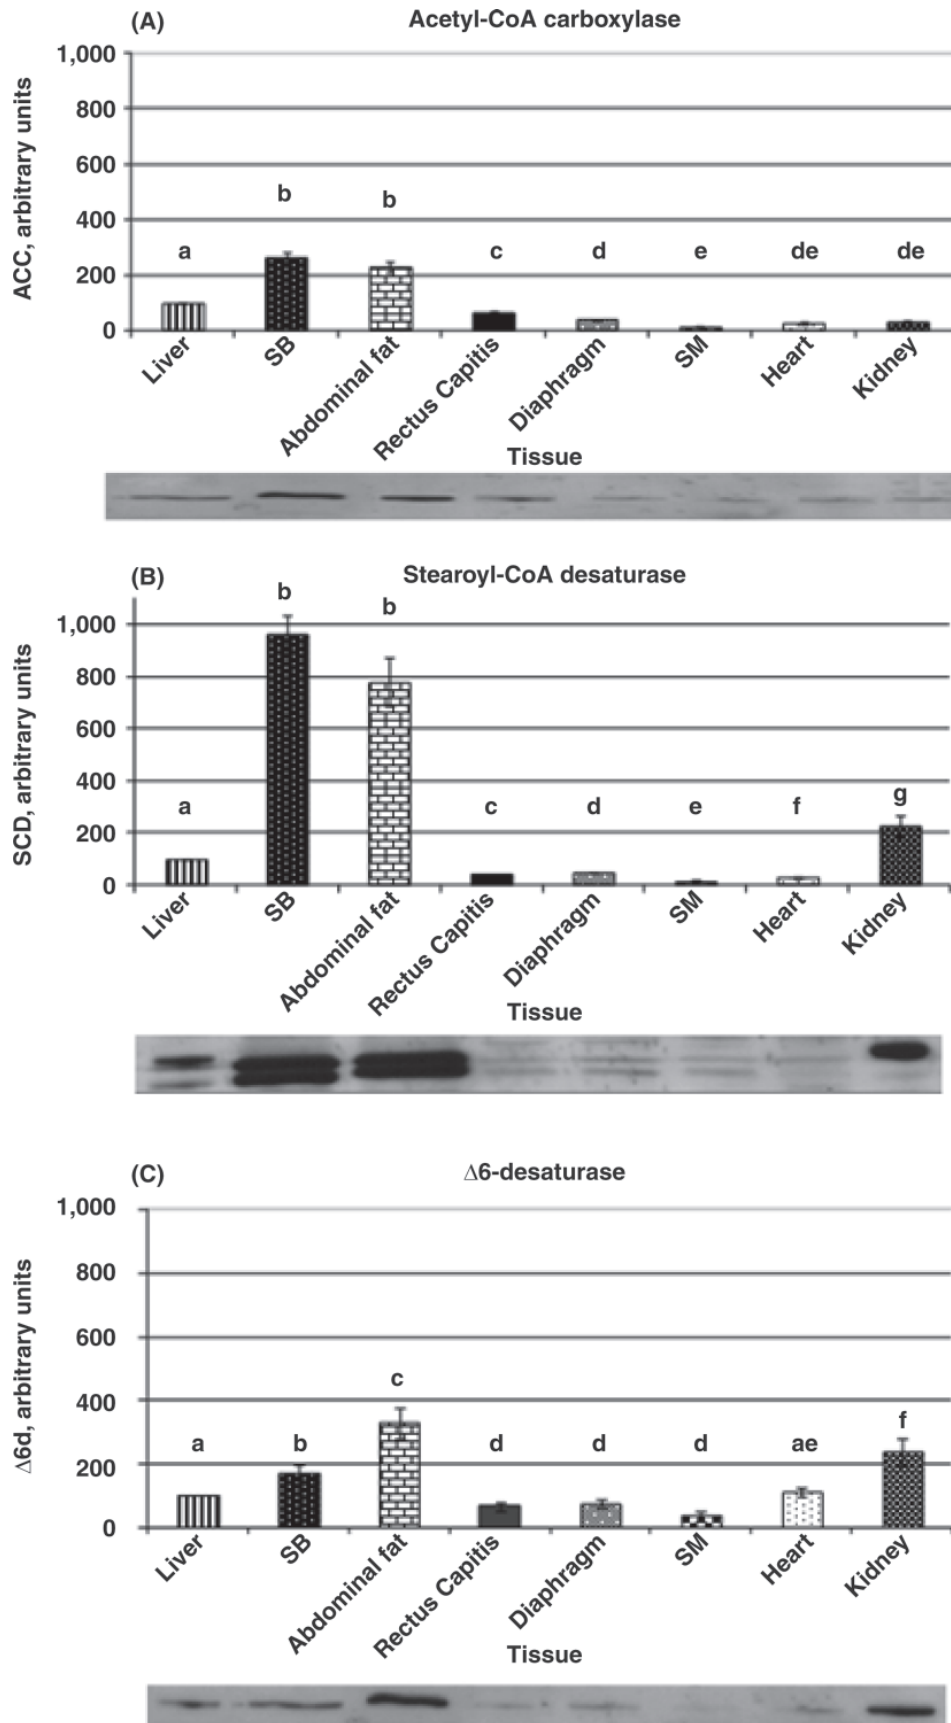 (A)
Acetyl-CoA carboxylase
ACC, arbitrary units
1,000
800
600
400
200
0
a
b
b
c
d
e
de
de
Liver
SB
Abdominal fat
Rectus Capitis
Diaphragm
SM
Heart
Kidney
Tissue
(B)
Stearoyl-CoA desaturase
SCD, arbitrary units
1,000
800
600
400
200
0
a
b
b
c
d
e
f
g
Liver
SB
Abdominal fat
Rectus Capitis
Diaphragm
SM
Heart
Kidney
Tissue
(C)
Δ6-desaturase
Δ6d, arbitrary units
1,000
800
600
400
200
0
a
b
c
d
d
d
ae
f
Liver
SB
Abdominal fat
Rectus Capitis
Diaphragm
SM
Heart
Kidney
Tissue